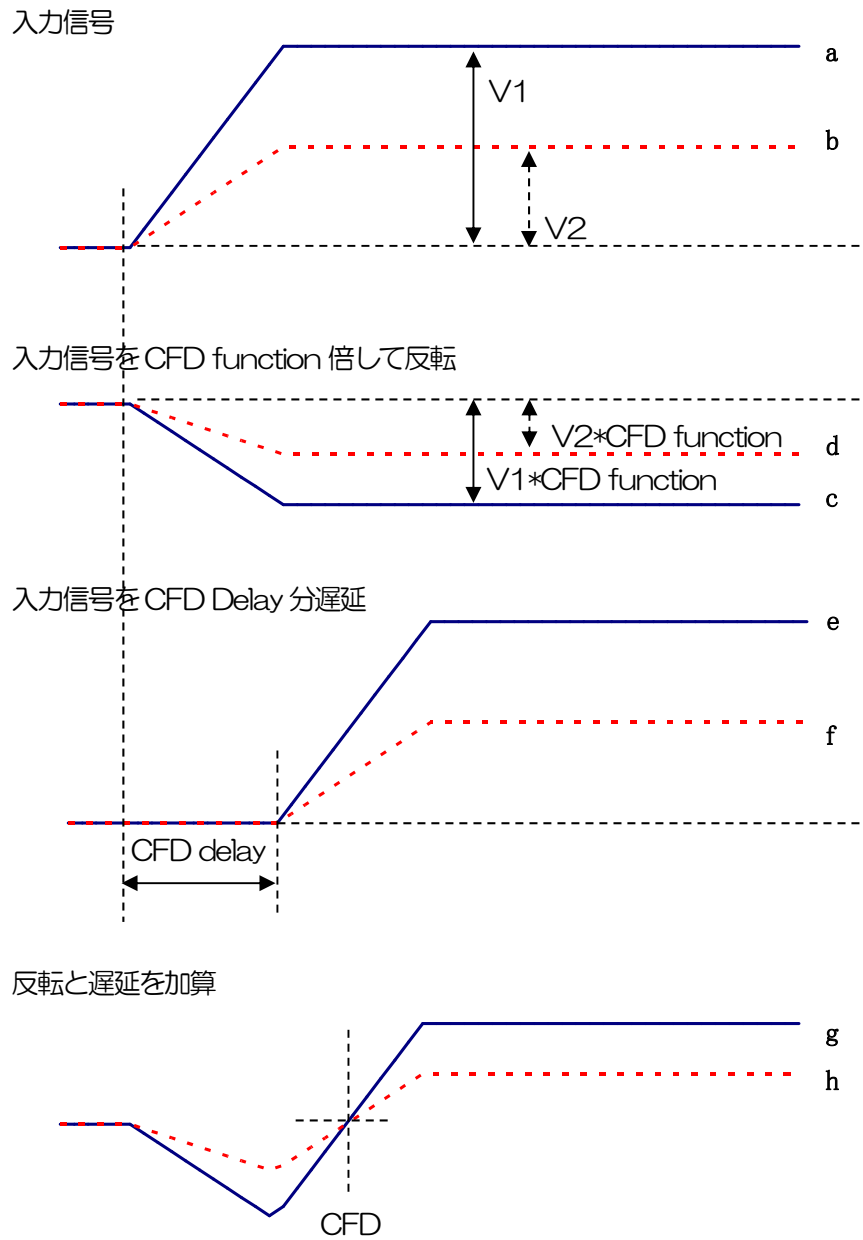 入力信号
a
V1
b
V2
入力信号をCFD function 倍して反転
V2*CFD function
d
V1*CFD function
c
入力信号をCFD Delay 分遅延
e
f
CFD delay
反転と遅延を加算
g
h
CFD